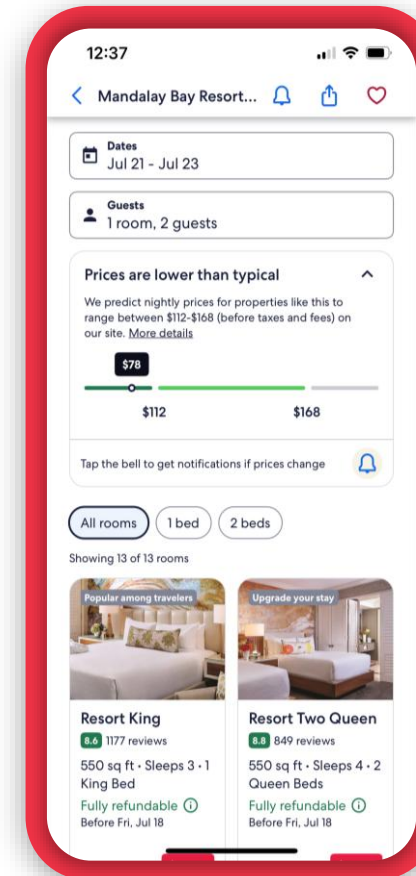 12:37
Mandalay Bay Resort...
Dates
Jul 21 - Jul 23
Guests
1 room, 2 guests
Prices are lower than typical
We predict nightly prices for properties like this to
range between $112-$168 (before taxes and fees) on
our site. More details
$78
$112 $168
Tap the bell to get notifications if prices change
All rooms 1 bed 2 beds
Showing 13 of 13 rooms
Popular among travelers
Resort King
8.6 1177 reviews
550 sq ft • Sleeps 3 • 1
King Bed
Fully refundable
Before Fri, Jul 18
Upgrade your stay
Resort Two Queen
8.8 849 reviews
550 sq ft • Sleeps 4 • 2
Queen Beds
Fully refundable
Before Fri, Jul 18